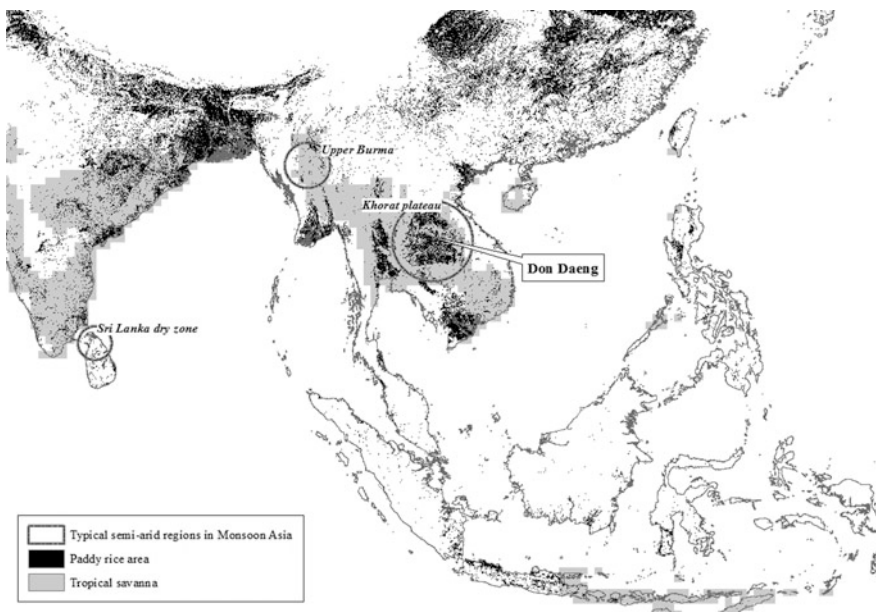 Upper Burma
Khorat plateau
Don Daeng
Sri Lanka dry zone
Typical semi-arid regions in Monsoon Asia
Paddy rice area
Tropical savanna